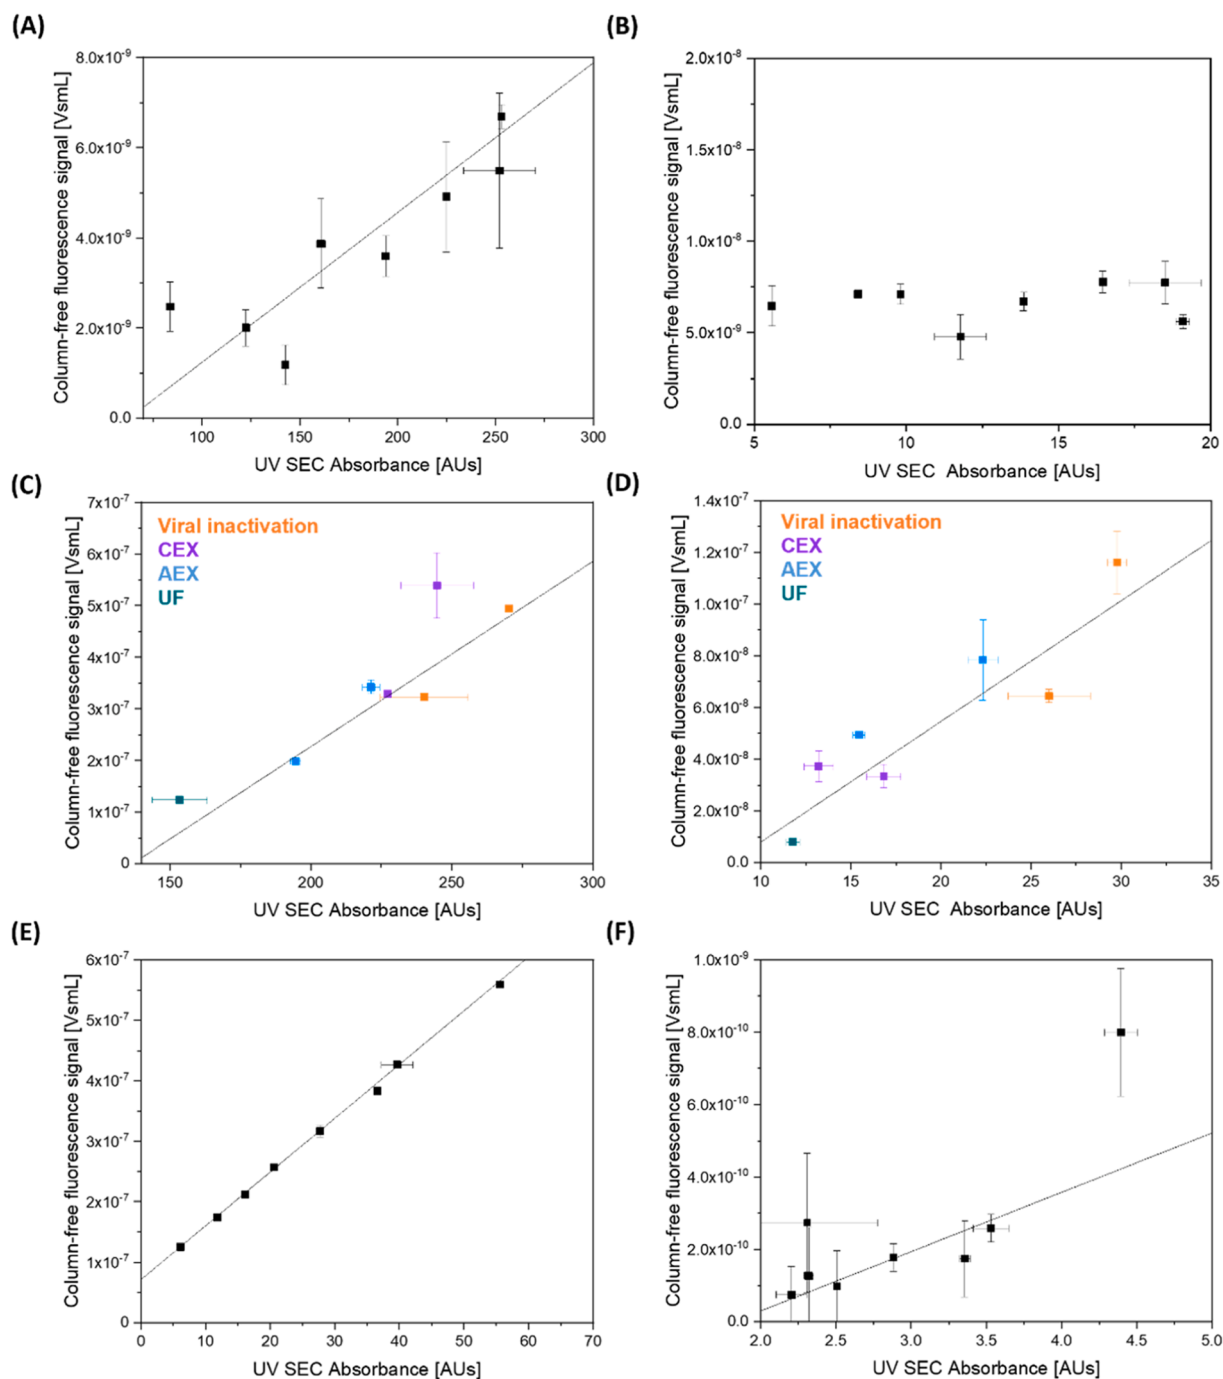 (A)
Column-free fluorescence signal [VsmL]
8.0x10⁻⁹
6.0x10⁻⁹
4.0x10⁻⁹
2.0x10⁻⁹
0.0
100 150 200 250 300
UV SEC Absorbance [AUs]
(B)
Column-free fluorescence signal [VsmL]
2.0x10⁻⁸
1.5x10⁻⁸
1.0x10⁻⁸
5.0x10⁻⁹
0.0
5 10 15 20
UV SEC Absorbance [AUs]
(C)
Column-free fluorescence signal [VsmL]
7x10⁻⁷
6x10⁻⁷
5x10⁻⁷
4x10⁻⁷
3x10⁻⁷
2x10⁻⁷
1x10⁻⁷
0
Viral inactivation
CEX
AEX
UF
150 200 250 300
UV SEC Absorbance [AUs]
(D)
Column-free fluorescence signal [VsmL]
1.4x10⁻⁷
1.2x10⁻⁷
1.0x10⁻⁷
8.0x10⁻⁸
6.0x10⁻⁸
4.0x10⁻⁸
2.0x10⁻⁸
0.0
Viral inactivation
CEX
AEX
UF
10 15 20 25 30 35
UV SEC Absorbance [AUs]
(E)
Column-free fluorescence signal [VsmL]
6x10⁻⁷
5x10⁻⁷
4x10⁻⁷
3x10⁻⁷
2x10⁻⁷
1x10⁻⁷
0
0 10 20 30 40 50 60 70
UV SEC Absorbance [AUs]
(F)
Column-free fluorescence signal [VsmL]
1.0x10⁻⁹
8.0x10⁻¹⁰
6.0x10⁻¹⁰
4.0x10⁻¹⁰
2.0x10⁻¹⁰
0.0
2.0 2.5 3.0 3.5 4.0 4.5 5.0
UV SEC Absorbance [AUs]